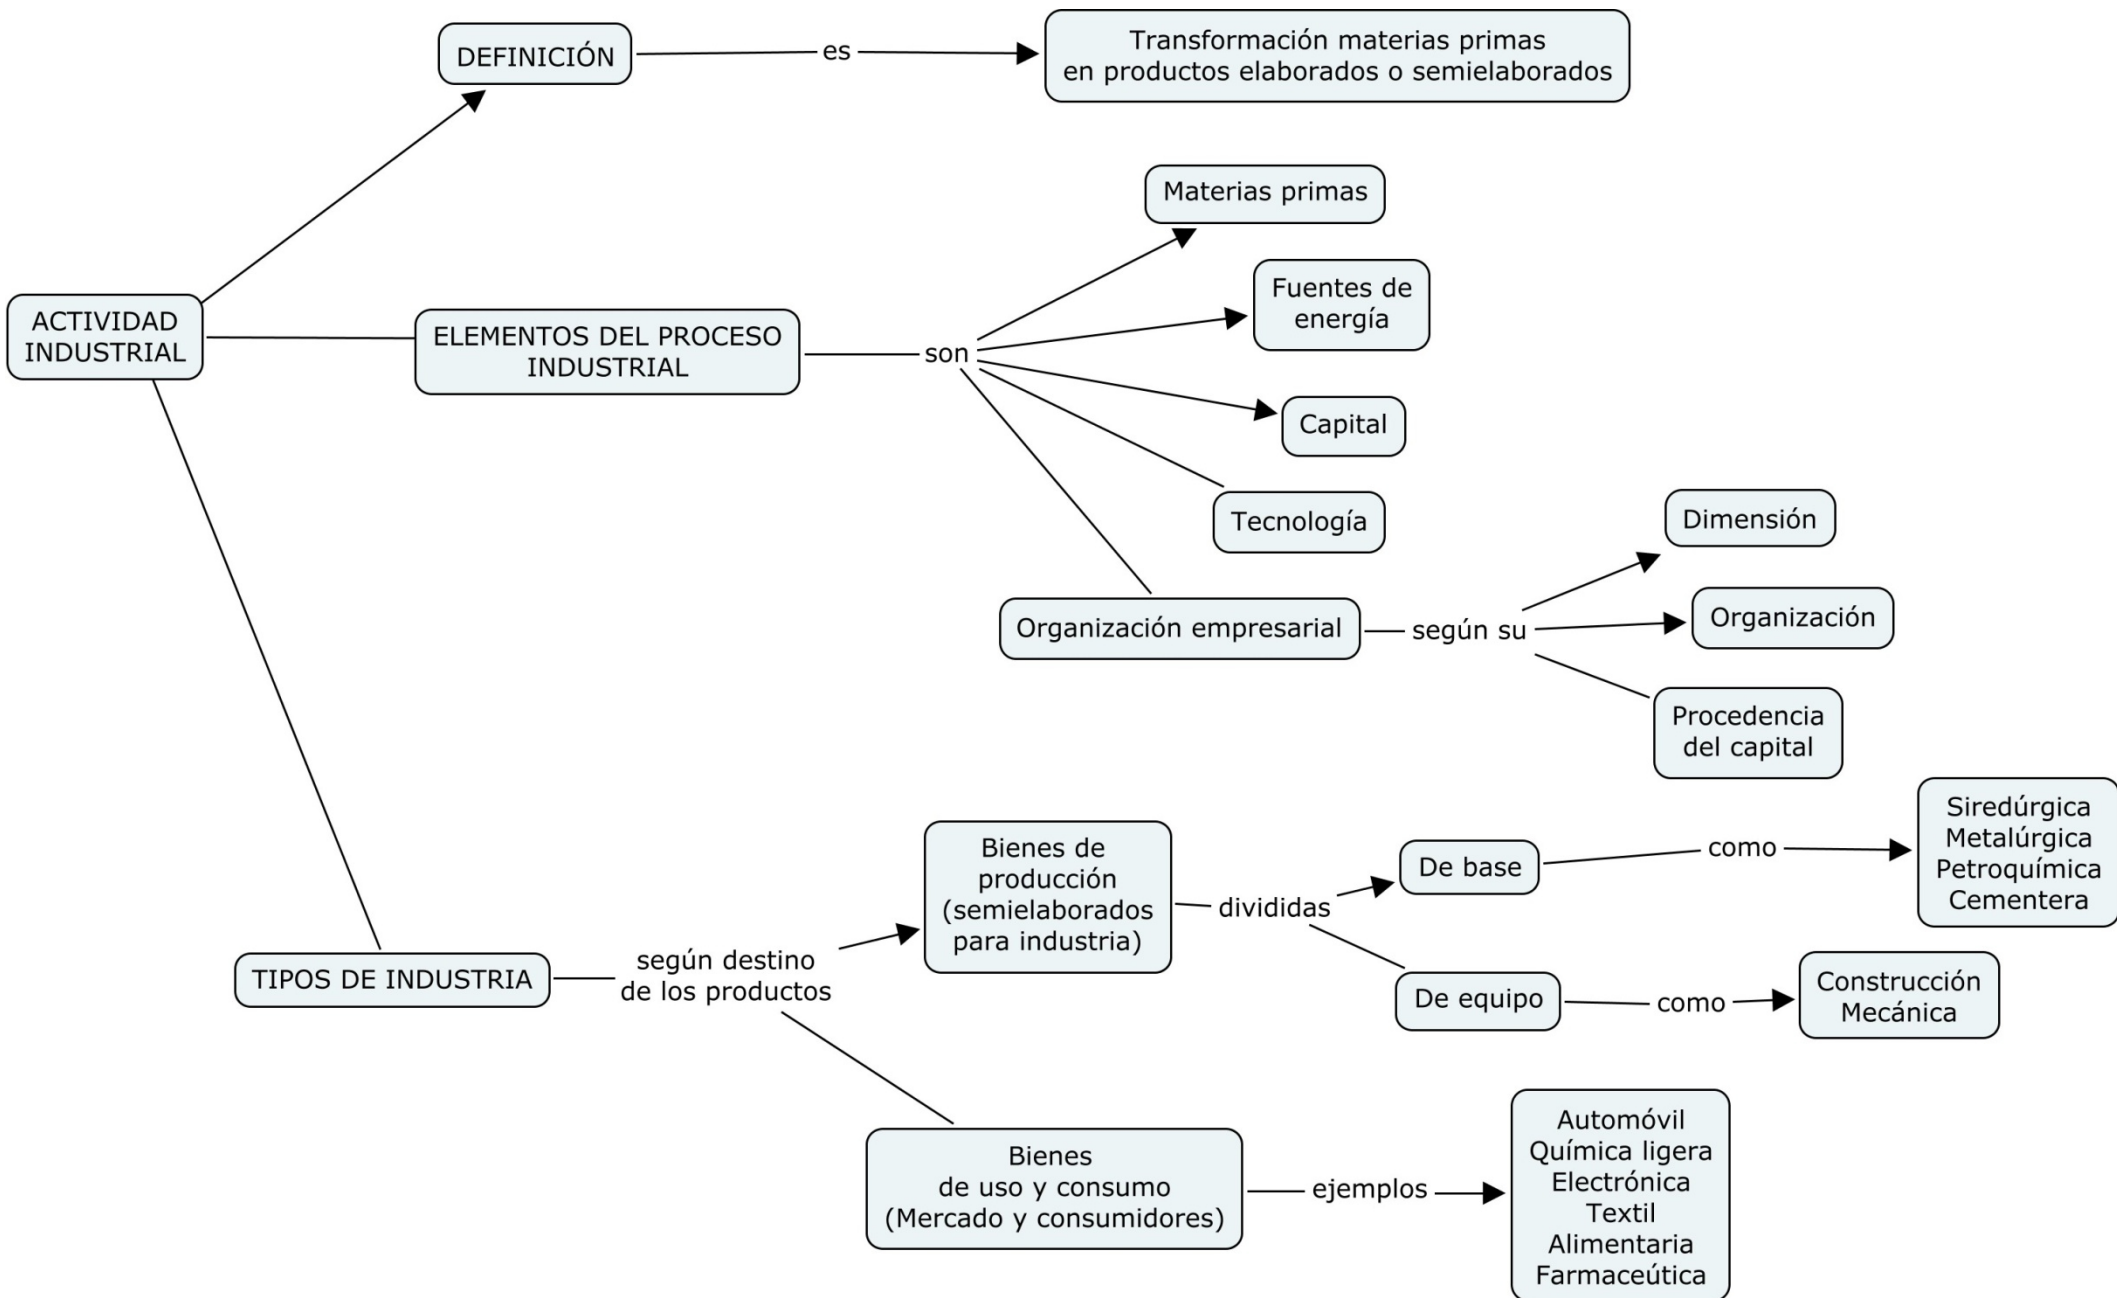 DEFINICIÓN
es
Transformación materias primas
en productos elaborados o semielaborados
ACTIVIDAD
INDUSTRIAL
ELEMENTOS DEL PROCESO
INDUSTRIAL
son
Materias primas
Fuentes de
energía
Capital
Tecnología
Organización empresarial
según su
Dimensión
Organización
Procedencia
del capital
TIPOS DE INDUSTRIA
según destino
de los productos
Bienes de
producción
(semielaborados
para industria)
divididas
De base
como
Siredúrgica
Metalúrgica
Petroquímica
Cementera
De equipo
como
Construcción
Mecánica
Bienes
de uso y consumo
(Mercado y consumidores)
ejemplos
Automóvil
Química ligera
Electrónica
Textil
Alimentaria
Farmaceútica